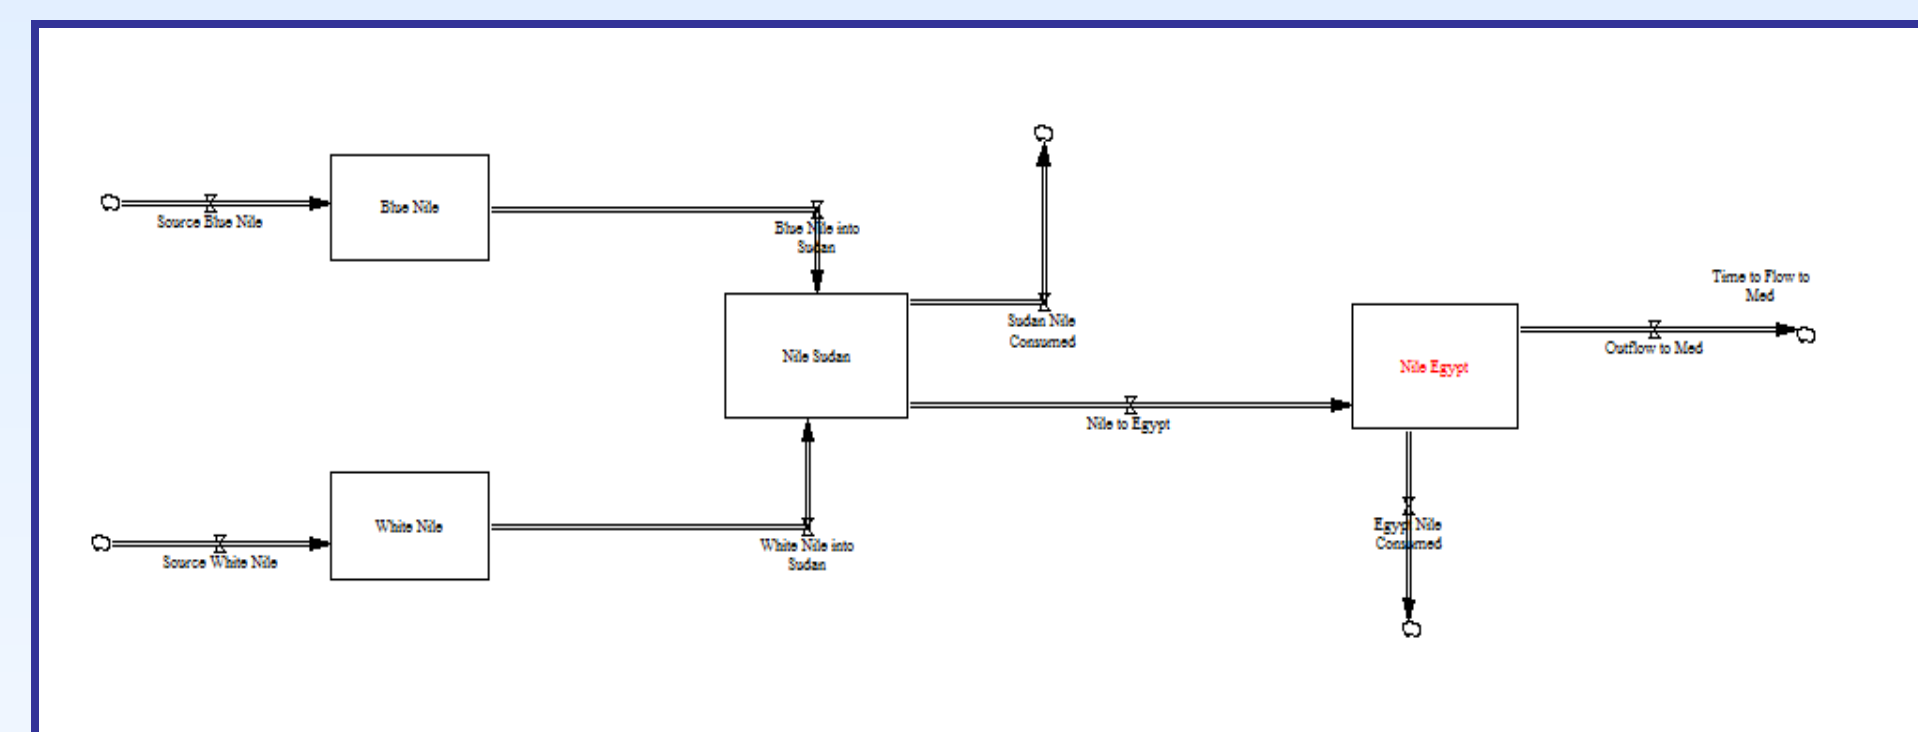 Source Blue Nile
Blue Nile
Blue Nile into
Sudan
Nile Sudan
Sudan Nile
Consumed
Nile to Egypt
Nile Egypt
Time to Flow to
Med
Outflow to Med
Source White Nile
White Nile
White Nile into
Sudan
Egypt Nile
Consumed